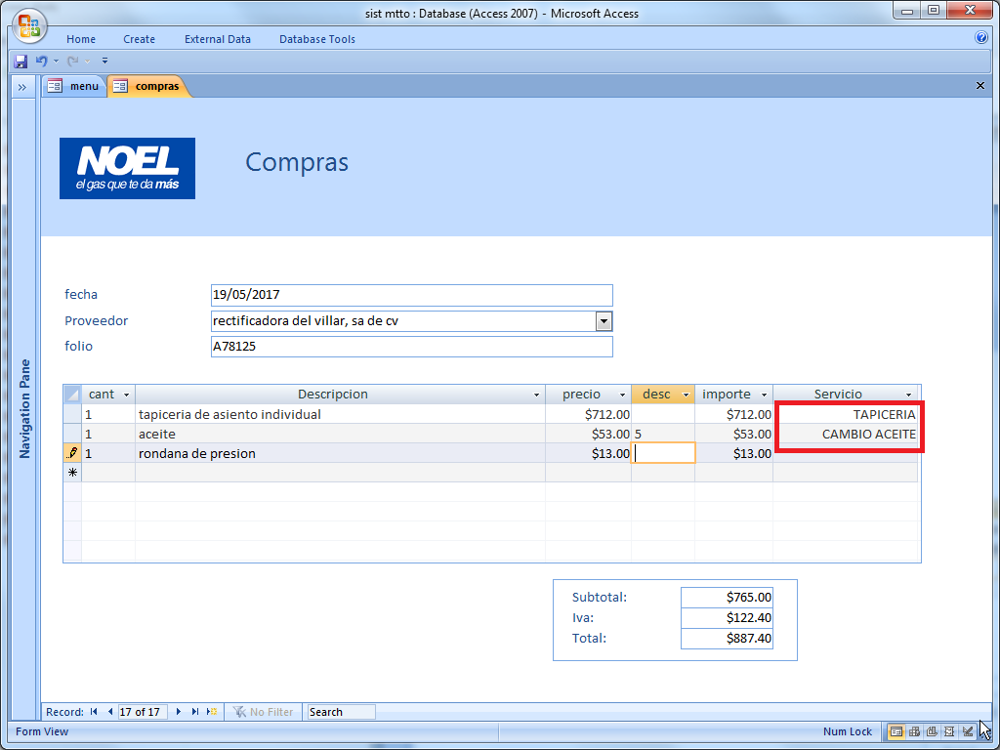 sist mtto : Database (Access 2007) - Microsoft Access
Home Create External Data Database Tools
menu compras
NOEL
el gas que te da más
Compras
fecha 19/05/2017
Proveedor rectificadora del villar, sa de cv
folio A78125
cant Descripcion precio desc importe Servicio
1 tapiceria de asiento individual $712.00 $712.00 TAPICERIA
1 aceite $53.00 5 $53.00 CAMBIO ACEITE
1 rondana de presion $13.00 $13.00
Navigation Pane
Subtotal: $765.00
Iva: $122.40
Total: $887.40
Record: 17 of 17 No Filter Search
Form View Num Lock